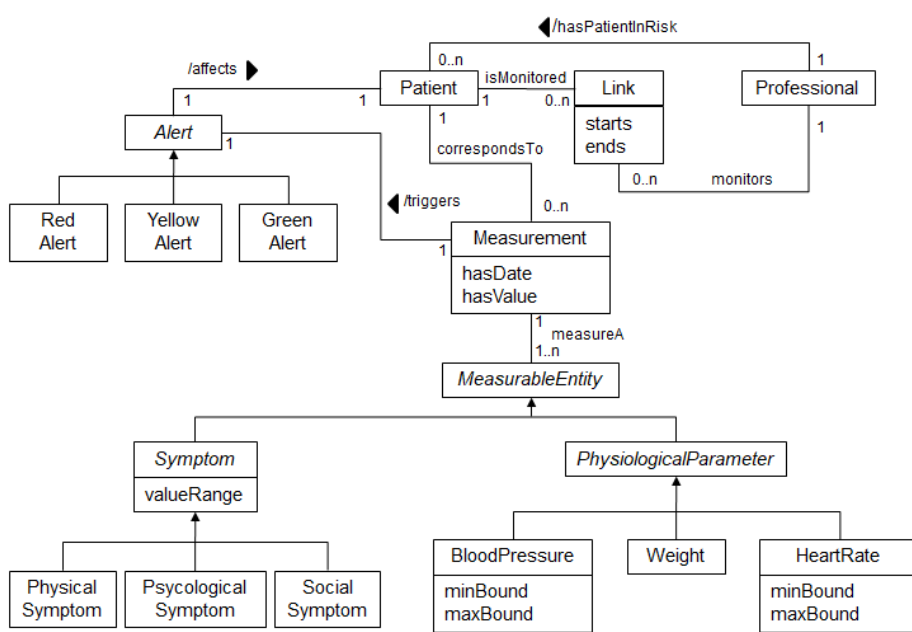 /hasPatientInRisk
/affects
0..n
1
Patient
isMonitored
Link
Professional
1
1
1
0..n
1
1
Alert
1
starts
ends
correspondsTo
0..n
monitors
Red
Alert
Yellow
Alert
Green
Alert
/triggers
0..n
Measurement
1
hasDate
hasValue
1
measureA
1..n
MeasurableEntity
Symptom
valueRange
PhysiologicalParameter
BloodPressure
minBound
maxBound
Weight
HeartRate
minBound
maxBound
Physical
Symptom
Psycological
Symptom
Social
Symptom